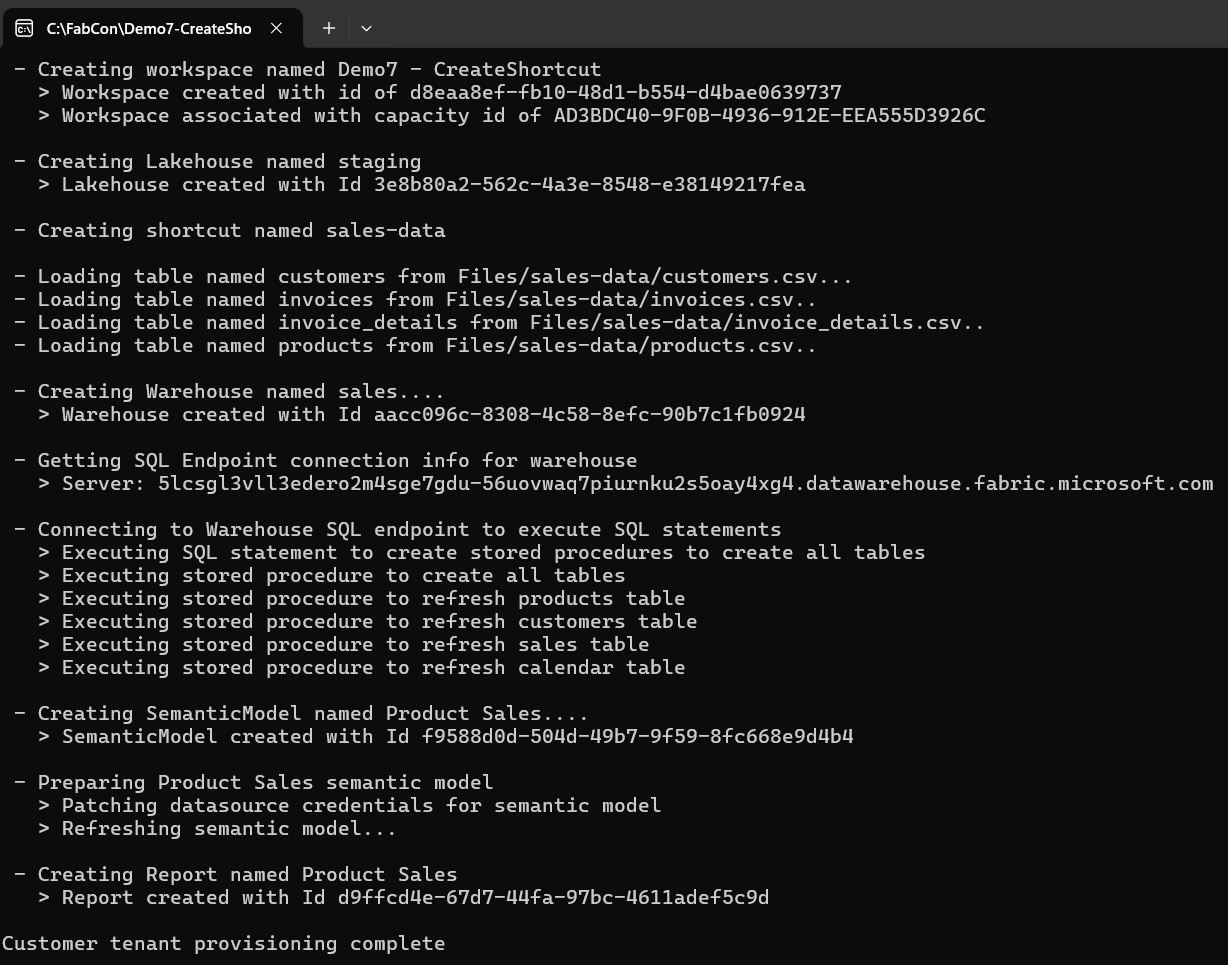 C:\FabCon\Demo7-CreateSho
- Creating workspace named Demo7 - CreateShortcut
> Workspace created with id of d8eaa8ef-fb10-48d1-b554-d4bae0639737
> Workspace associated with capacity id of AD3BDC40-9F0B-4936-912E-EEA555D3926C
- Creating Lakehouse named staging
> Lakehouse created with Id 3e8b80a2-562c-4a3e-8548-e38149217fea
- Creating shortcut named sales-data
- Loading table named customers from Files/sales-data/customers.csv...
- Loading table named invoices from Files/sales-data/invoices.csv..
- Loading table named invoice_details from Files/sales-data/invoice_details.csv..
- Loading table named products from Files/sales-data/products.csv..
- Creating Warehouse named sales....
> Warehouse created with Id aacc096c-8308-4c58-8efc-90b7c1fb0924
- Getting SQL Endpoint connection info for warehouse
> Server: 5lcsgl3vll3edero2m4sge7gdu-56uovwaq7piurnku2s5oay4xg4.datawarehouse.fabric.microsoft.com
- Connecting to Warehouse SQL endpoint to execute SQL statements
> Executing SQL statement to create stored procedures to create all tables
> Executing stored procedure to create all tables
> Executing stored procedure to refresh products table
> Executing stored procedure to refresh customers table
> Executing stored procedure to refresh sales table
> Executing stored procedure to refresh calendar table
- Creating SemanticModel named Product Sales....
> SemanticModel created with Id f9588d0d-504d-49b7-9f59-8fc668e9d4b4
- Preparing Product Sales semantic model
> Patching datasource credentials for semantic model
> Refreshing semantic model...
- Creating Report named Product Sales
> Report created with Id d9ffcd4e-67d7-44fa-97bc-4611adef5c9d
Customer tenant provisioning complete